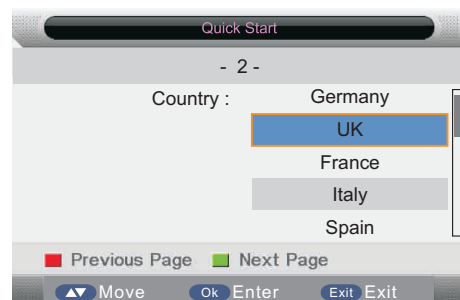 Quick Start
- 2 -
Country : Germany
UK
France
Italy
Spain
Previous Page Next Page
▲▼ Move Ok Enter Exit Exit